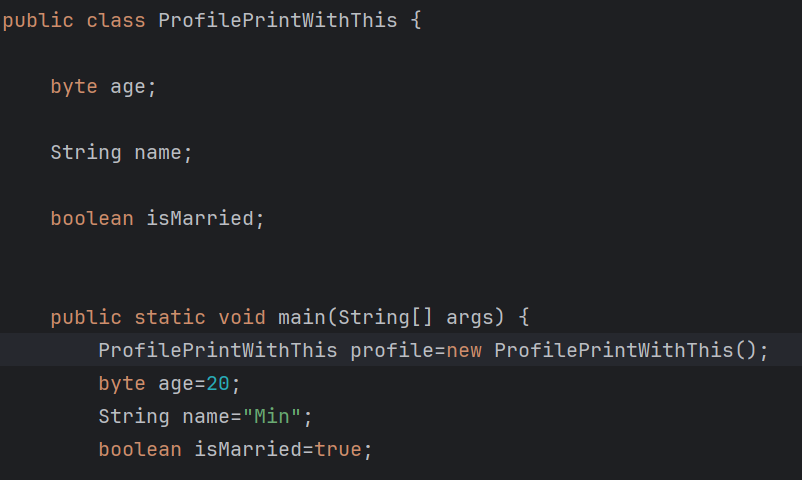 public class ProfilePrintWithThis {
byte age;
String name;
boolean isMarried;
public static void main(String[] args) {
ProfilePrintWithThis profile=new ProfilePrintWithThis();
byte age=20;
String name="Min";
boolean isMarried=true;